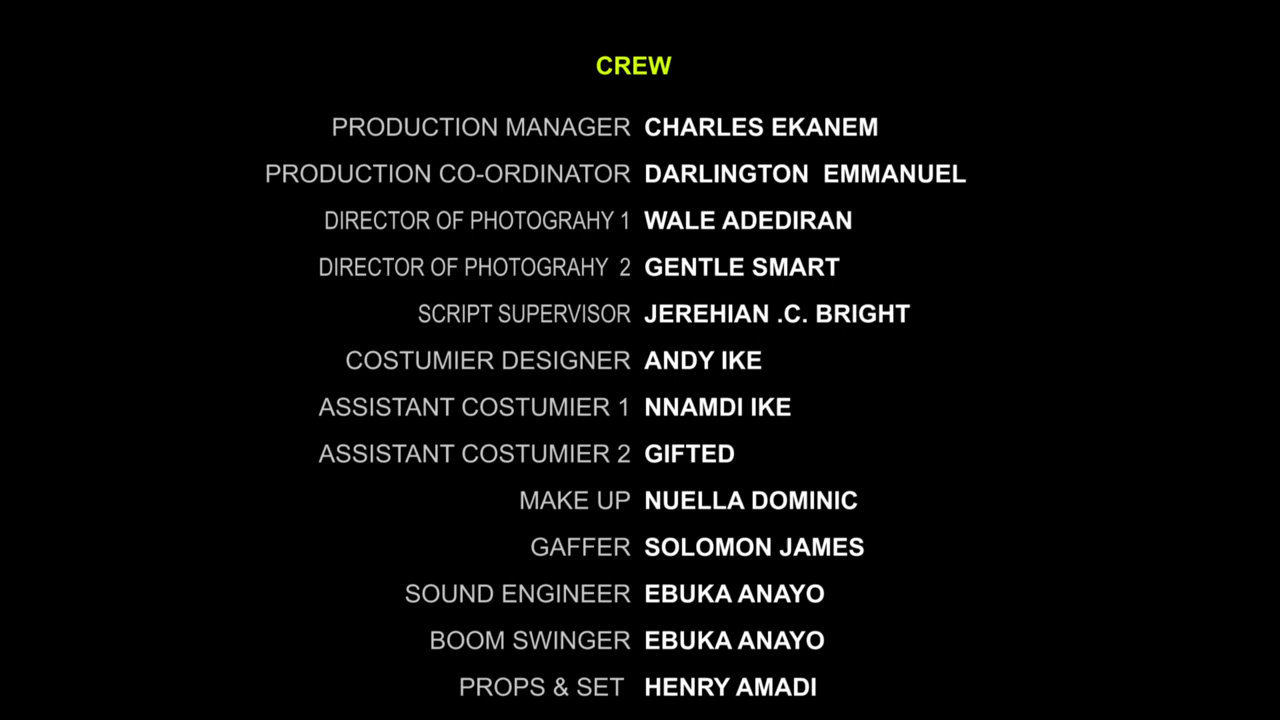 CREW
PRODUCTION MANAGER CHARLES EKANEM
PRODUCTION CO-ORDINATOR DARLINGTON EMMANUEL
DIRECTOR OF PHOTOGRAHY 1 WALE ADEDIRAN
DIRECTOR OF PHOTOGRAHY 2 GENTLE SMART
SCRIPT SUPERVISOR JEREHIAN .C. BRIGHT
COSTUMIER DESIGNER ANDY IKE
ASSISTANT COSTUMIER 1 NNAMDI IKE
ASSISTANT COSTUMIER 2 GIFTED
MAKE UP NUELLA DOMINIC
GAFFER SOLOMON JAMES
SOUND ENGINEER EBUKA ANAYO
BOOM SWINGER EBUKA ANAYO
PROPS & SET HENRY AMADI